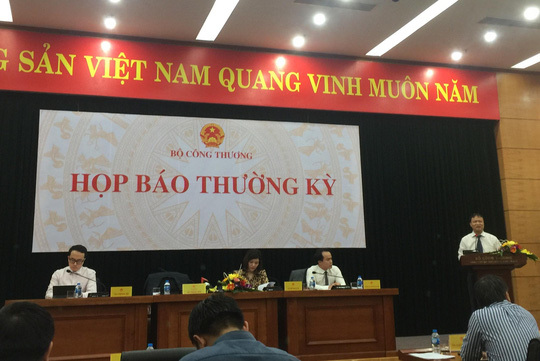 G SẢN VIỆT NAM QUANG VINH MUÔN NĂM
BỘ CÔNG THƯƠNG
HỌP BÁO THƯỜNG KỲ